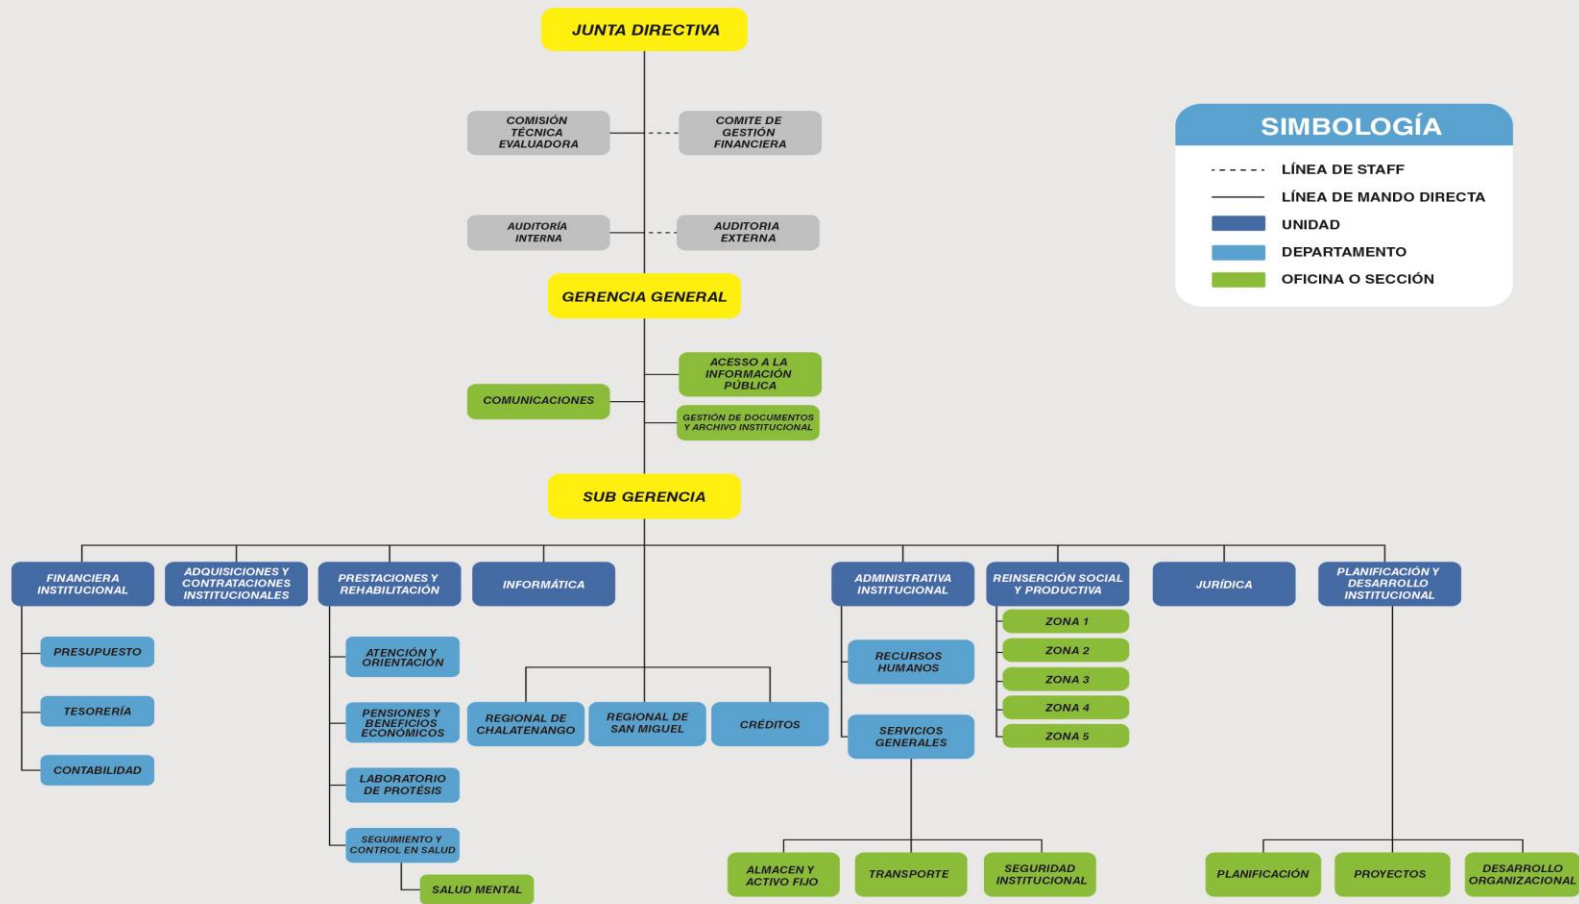 JUNTA DIRECTIVA
COMISIÓN
TÉCNICA
EVALUADORA
COMITE DE
GESTIÓN
FINANCIERA
AUDITORÍA
INTERNA
AUDITORIA
EXTERNA
GERENCIA GENERAL
COMUNICACIONES
ACESSO A LA
INFORMACIÓN
PÚBLICA
GESTIÓN DE DOCUMENTOS
Y ARCHIVO INSTITUCIONAL
SUB GERENCIA
SIMBOLOGÍA
LÍNEA DE STAFF
LÍNEA DE MANDO DIRECTA
UNIDAD
DEPARTAMENTO
OFICINA O SECCIÓN
FINANCIERA
INSTITUCIONAL
PRESUPUESTO
TESORERÍA
CONTABILIDAD
ADQUISICIONES Y
CONTRATACIONES
INSTITUCIONALES
PRESTACIONES Y
REHABILITACIÓN
ATENCIÓN Y
ORIENTACIÓN
PENSIONES Y
BENEFICIOS
ECONÓMICOS
LABORATORIO
DE PROTÉSIS
SEGUIMIENTO Y
CONTROL EN SALUD
SALUD MENTAL
INFORMÁTICA
REGIONAL DE
CHALATENANGO
REGIONAL DE
SAN MIGUEL
CRÉDITOS
ADMINISTRATIVA
INSTITUCIONAL
RECURSOS
HUMANOS
SERVICIOS
GENERALES
ALMACEN Y
ACTIVO FIJO
TRANSPORTE
SEGURIDAD
INSTITUCIONAL
REINSERCIÓN SOCIAL
Y PRODUCTIVA
ZONA 1
ZONA 2
ZONA 3
ZONA 4
ZONA 5
JURÍDICA
PLANIFICACIÓN Y
DESARROLLO
INSTITUCIONAL
PLANIFICACIÓN
PROYECTOS
DESARROLLO
ORGANIZACIONAL